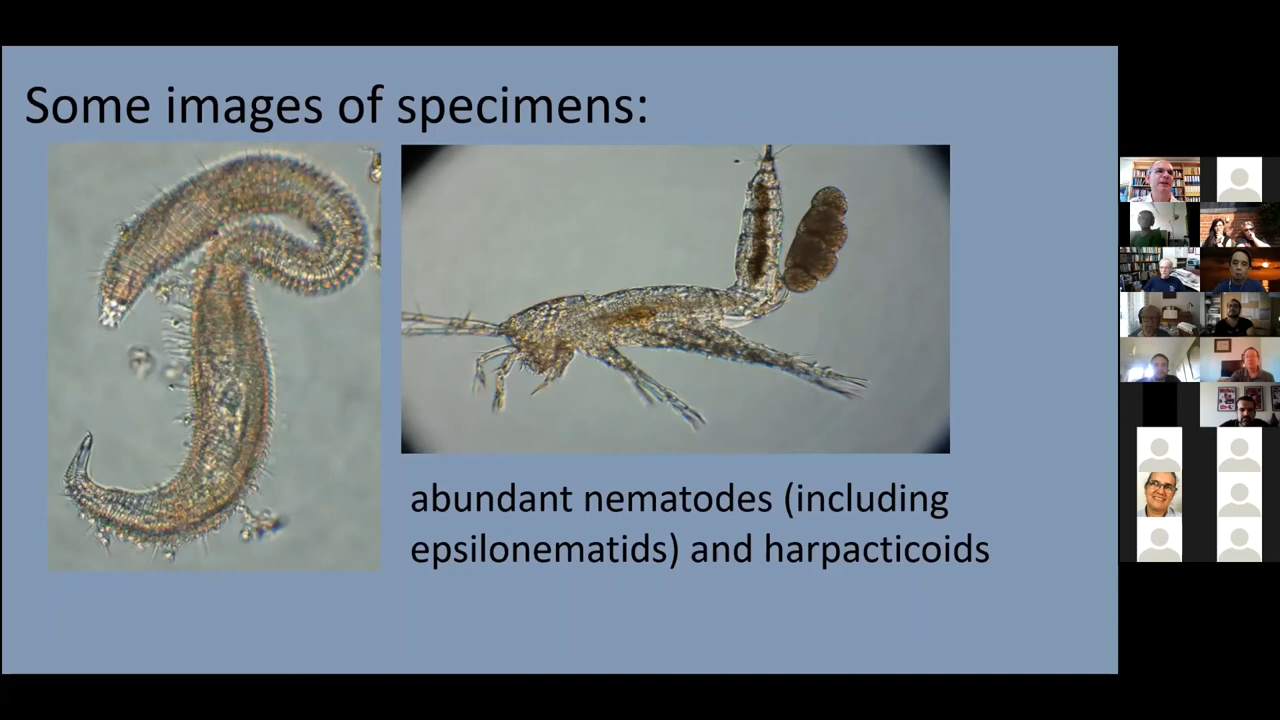 Some images of specimens:
abundant nematodes (including
epsilonematids) and harpacticoids